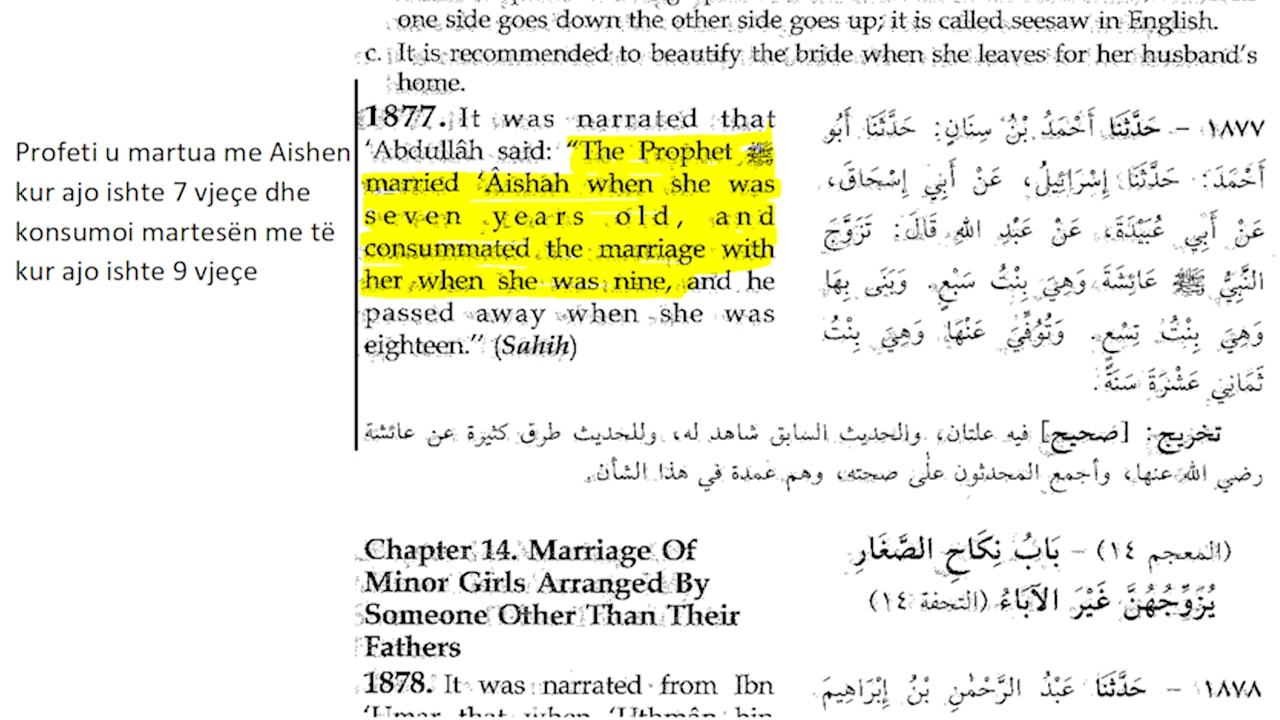 one side goes down the other side goes up; it is called seesaw in English.
c. It is recommended to beautify the bride when she leaves for her husband's
home.
Profeti u martua me Aishen
kur ajo ishte 7 vjeçe dhe
konsumoi martesën me të
kur ajo ishte 9 vjeçe
1877. It was narrated that
'Abdullâh said: "The Prophet ﷺ
married 'Âishah when she was
seven years old, and
consummated the marriage with
her when she was nine, and he
passed away when she was
eighteen." (Sahih)
١٨٧٧ - حَدَّثَنَا أَحْمَدُ بْنُ سِنَانٍ: حَدَّثَنَا أَبُو
أَحْمَدَ: حَدَّثَنَا إِسْرَائِيلُ، عَنْ أَبِي إِسْحَاقَ،
عَنْ أَبِي عُبَيْدَةَ، عَنْ عَبْدِ اللهِ قَالَ: تَزَوَّجَ
النَّبِيُّ ﷺ عَائِشَةَ وَهِيَ بِنْتُ سَبْعٍ. وَبَنَى بِهَا
وَهِيَ بِنْتُ تِسْعٍ. وَتُوُفِّيَ عَنْهَا وَهِيَ بِنْتُ
ثَمَانِي عَشْرَةَ سَنَةً.
تخريج: [صحيح] فيه علتان، والحديث السابق شاهد له، وللحديث طرق كثيرة عن عائشة
رضي الله عنها، وأجمع المحدثون على صحته، وهم عمدة في هذا الشأن.
Chapter 14. Marriage Of
Minor Girls Arranged By
Someone Other Than Their
Fathers
(المعجم ١٤) - بَابُ نِكَاحِ الصِّغَارِ
يُزَوِّجُهُنَّ غَيْرُ الآبَاءِ (التحفة ١٤)
1878. It was narrated from Ibn
'Umar that when 'Uthmân bin
١٨٧٨ - حَدَّثَنَا عَبْدُ الرَّحْمٰنِ بْنُ إِبْرَاهِيمَ